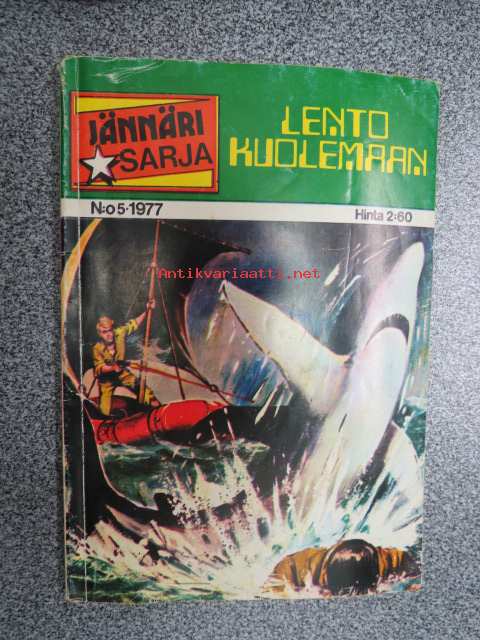 JÄNNÄRI
SARJA
LENTO
KUOLEMAAN
N:o 5·1977
Hinta 2:60
Antikvariaatti.net